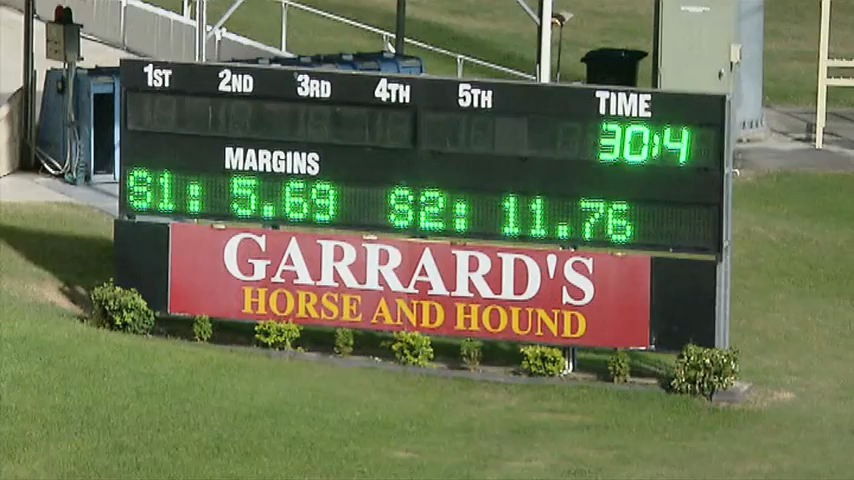 1ST 2ND 3RD 4TH 5TH TIME
30:4
MARGINS
S1: 5.69 S2: 11.76
GARRARD'S
HORSE AND HOUND